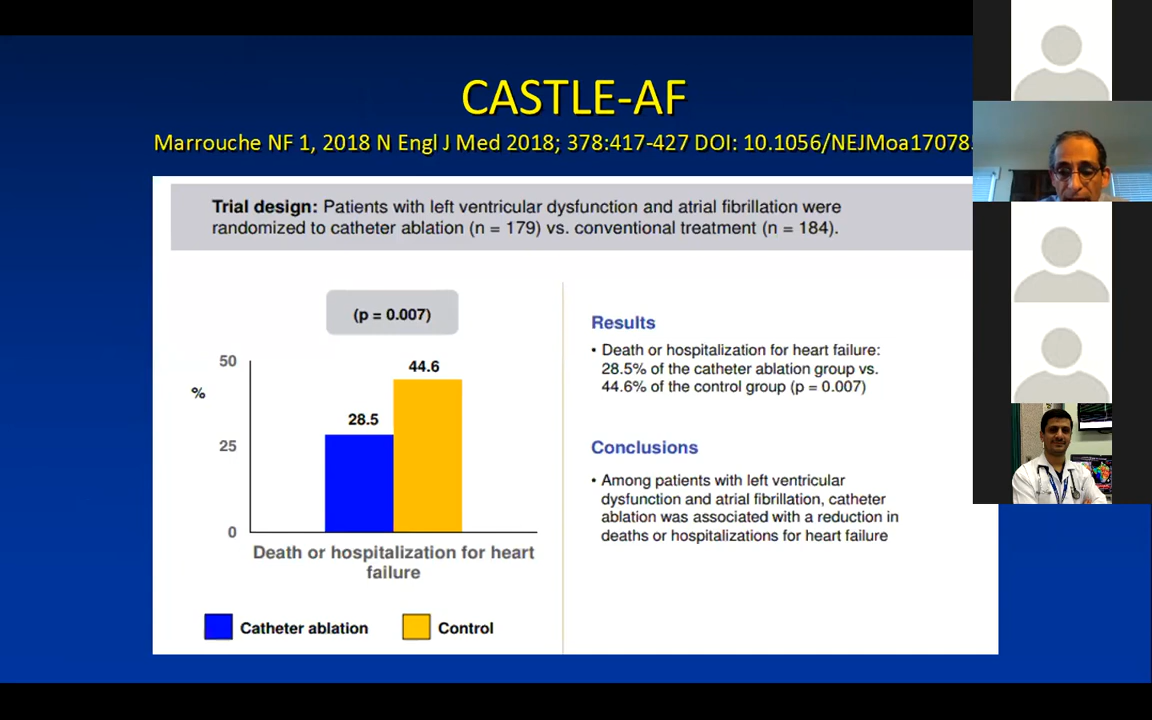 CASTLE-AF
Marrouche NF 1, 2018 N Engl J Med 2018; 378:417-427 DOI: 10.1056/NEJMoa17078
Trial design: Patients with left ventricular dysfunction and atrial fibrillation were
randomized to catheter ablation (n = 179) vs. conventional treatment (n = 184).
(p = 0.007)
50
%
25
0
28.5
44.6
Death or hospitalization for heart
failure
Catheter ablation
Control
Results
• Death or hospitalization for heart failure:
28.5% of the catheter ablation group vs.
44.6% of the control group (p = 0.007)
Conclusions
• Among patients with left ventricular
dysfunction and atrial fibrillation, catheter
ablation was associated with a reduction in
deaths or hospitalizations for heart failure